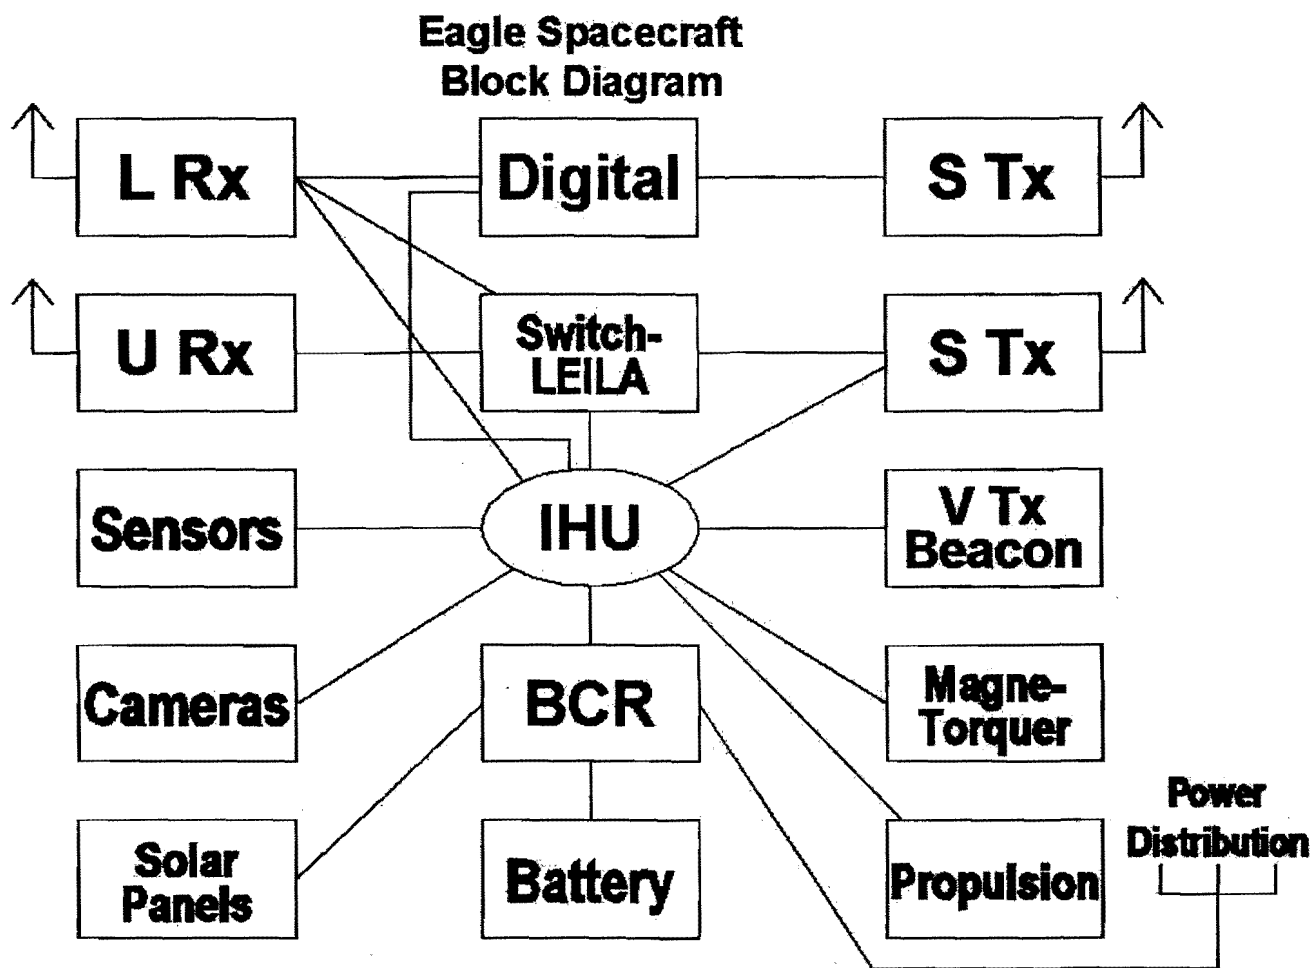 Eagle Spacecraft
Block Diagram
L Rx
Digital
S Tx
U Rx
Switch-
LEILA
S Tx
Sensors
IHU
V Tx
Beacon
Cameras
BCR
Magne-
Torquer
Power
Distribution
Solar
Panels
Battery
Propulsion